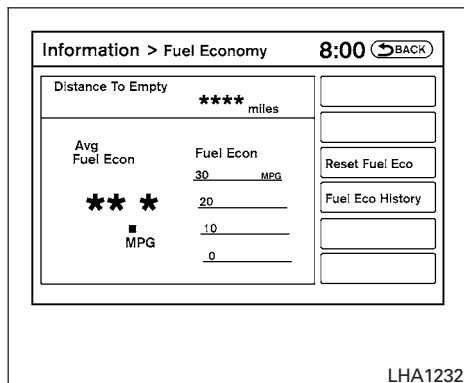 Information > Fuel Economy 8:00 BACK
Distance To Empty
**** miles
Avg
Fuel Econ
** *
.
MPG
Fuel Econ
30 MPG
20
10
0
Reset Fuel Eco
Fuel Eco History
LHA1232